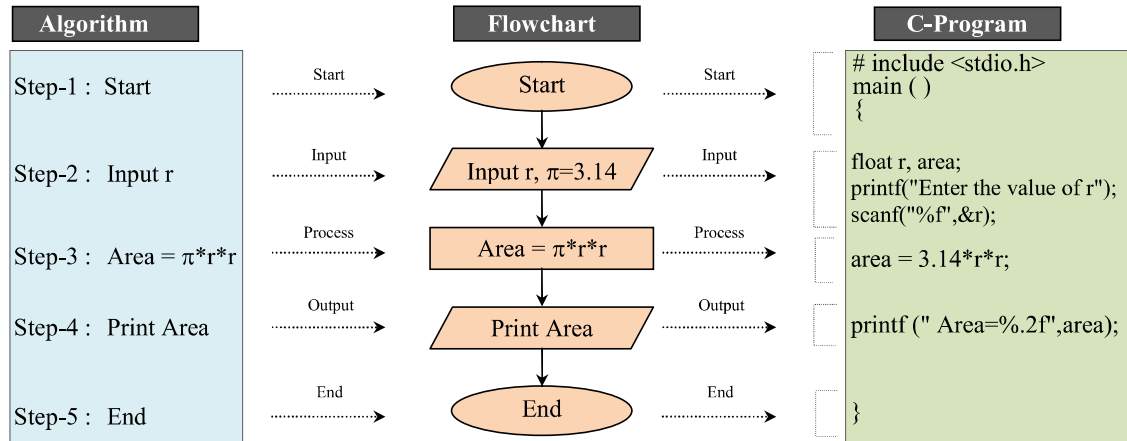 Algorithm
Flowchart
C-Program
Step-1 : Start
Start
Start
Start
# include <stdio.h>
main ( )
{
Step-2 : Input r
Input
Input r, π=3.14
Input
float r, area;
printf("Enter the value of r");
scanf("%f",&r);
Step-3 : Area = π*r*r
Process
Area = π*r*r
Process
area = 3.14*r*r;
Step-4 : Print Area
Output
Print Area
Output
printf (" Area=%.2f",area);
Step-5 : End
End
End
End
}